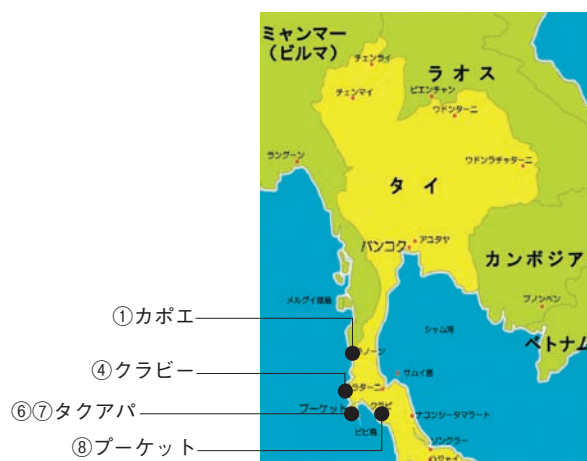 ミャンマー
（ビルマ）
チェンライ
ラオス
チェンマイ
ビエンチャン
ウドンターニ
ラングーン
ウドンラチャターニ
タイ
アユタヤ
バンコク
カンボジア
プノンペン
メルグイ諸島
シャム湾
ベトナム
①カポエ
ノーン
④クラビー
サムイ島
ラターニ
⑥⑦タクアパ
プーケット
クラビ
ナコンシータマラート
⑧プーケット
ピピ島
ソンクラー
ハジャイ